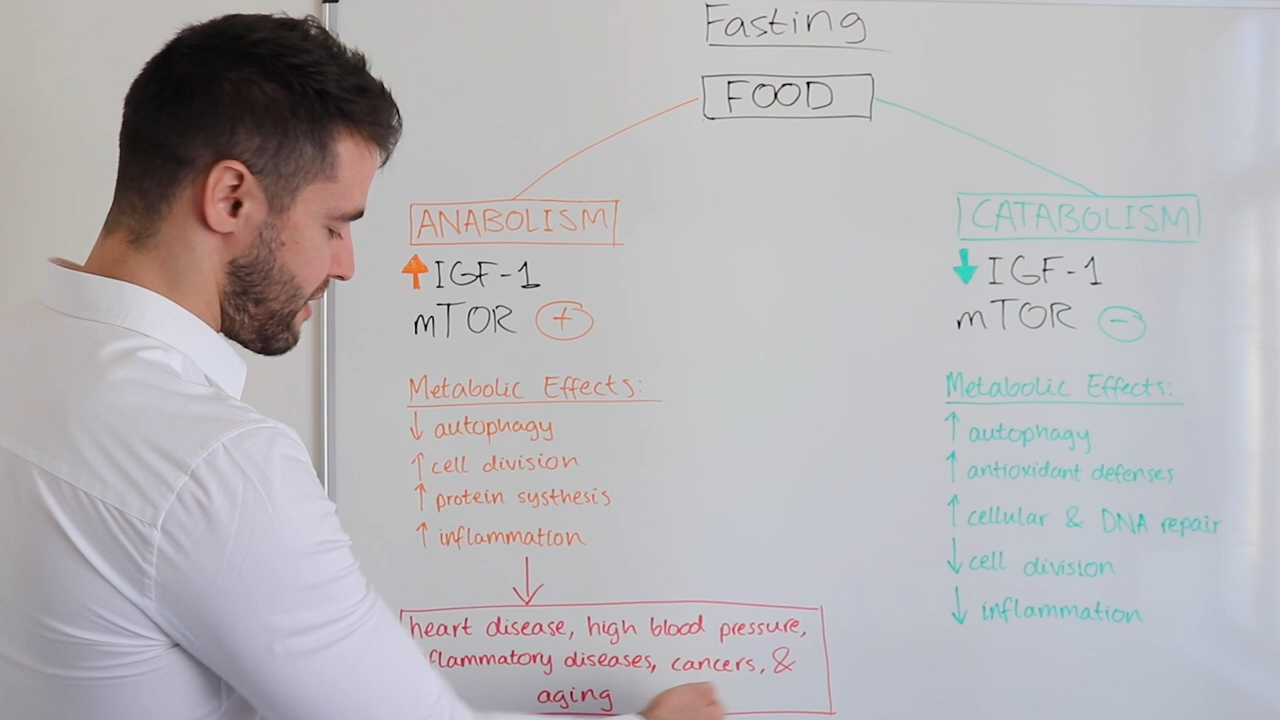 Fasting
FOOD
ANABOLISM
↑ IGF-1
mTOR +
Metabolic Effects:
↓ autophagy
↑ cell division
↑ protein systhesis
↑ inflammation
heart disease, high blood pressure,
diseases, cancers, &
aging
CATABOLISM
↓ IGF-1
mTOR −
Metabolic Effects:
↑ autophagy
↑ antioxidant defenses
↑ cellular & DNA repair
↓ cell division
↓ inflammation